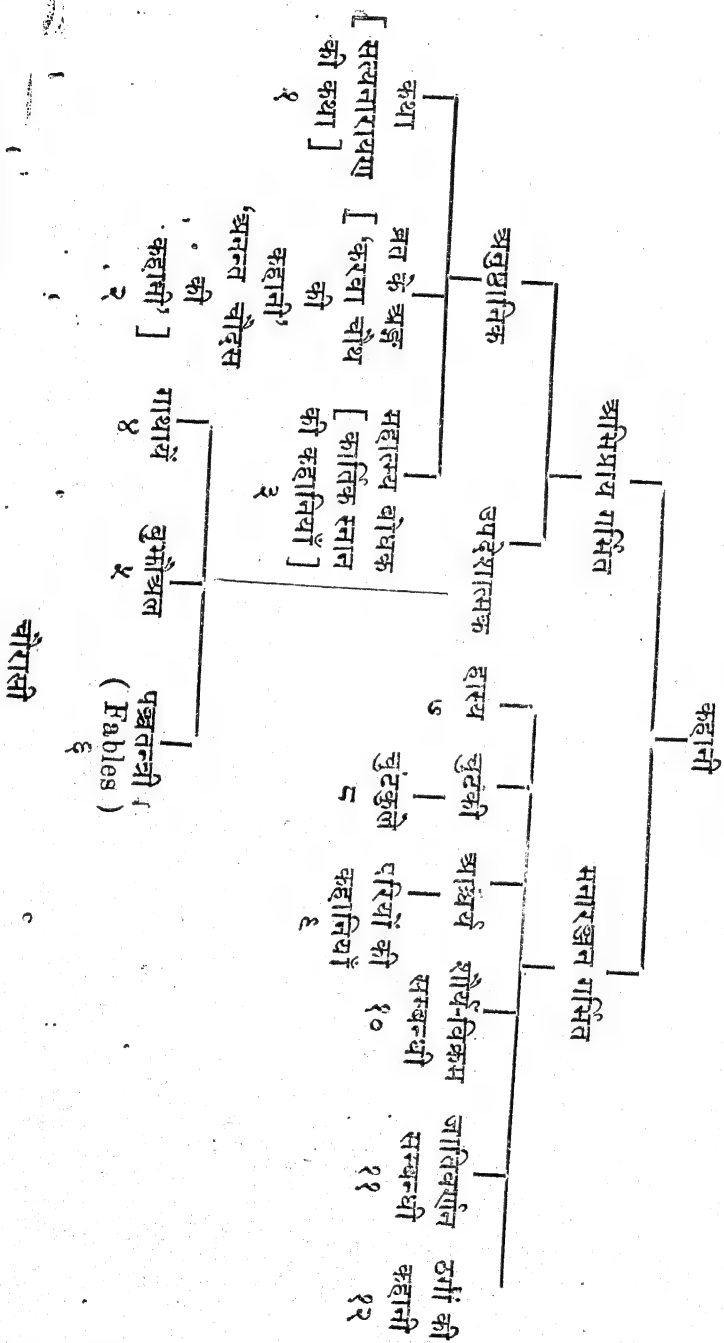 कहानी
अभिप्राय गर्भित
मनोरञ्जन गर्भित
अनुष्ठानिक
उपदेशात्मक
कथा
[ सत्यनारायण
की कथा ]
१
व्रत के अङ्ग
[ 'करवा चौथ
की
कहानी'
'अनन्त चौदस
की
कहानी' ]
२
महात्म्य बोधक
[ कार्तिक स्नान
की कहानियाँ ]
३
गाथायें
४
बुझौअल
५
पञ्चतन्त्री
( Fables )
६
हास्य
७
चुटकी
चुटकुले
८
आश्चर्य
परियों की
कहानियाँ
९
शौर्य-विक्रम
सम्बन्धी
१०
जातिवर्णन
सम्बन्धी
११
ठगों की
कहानी
१२
चौरासी